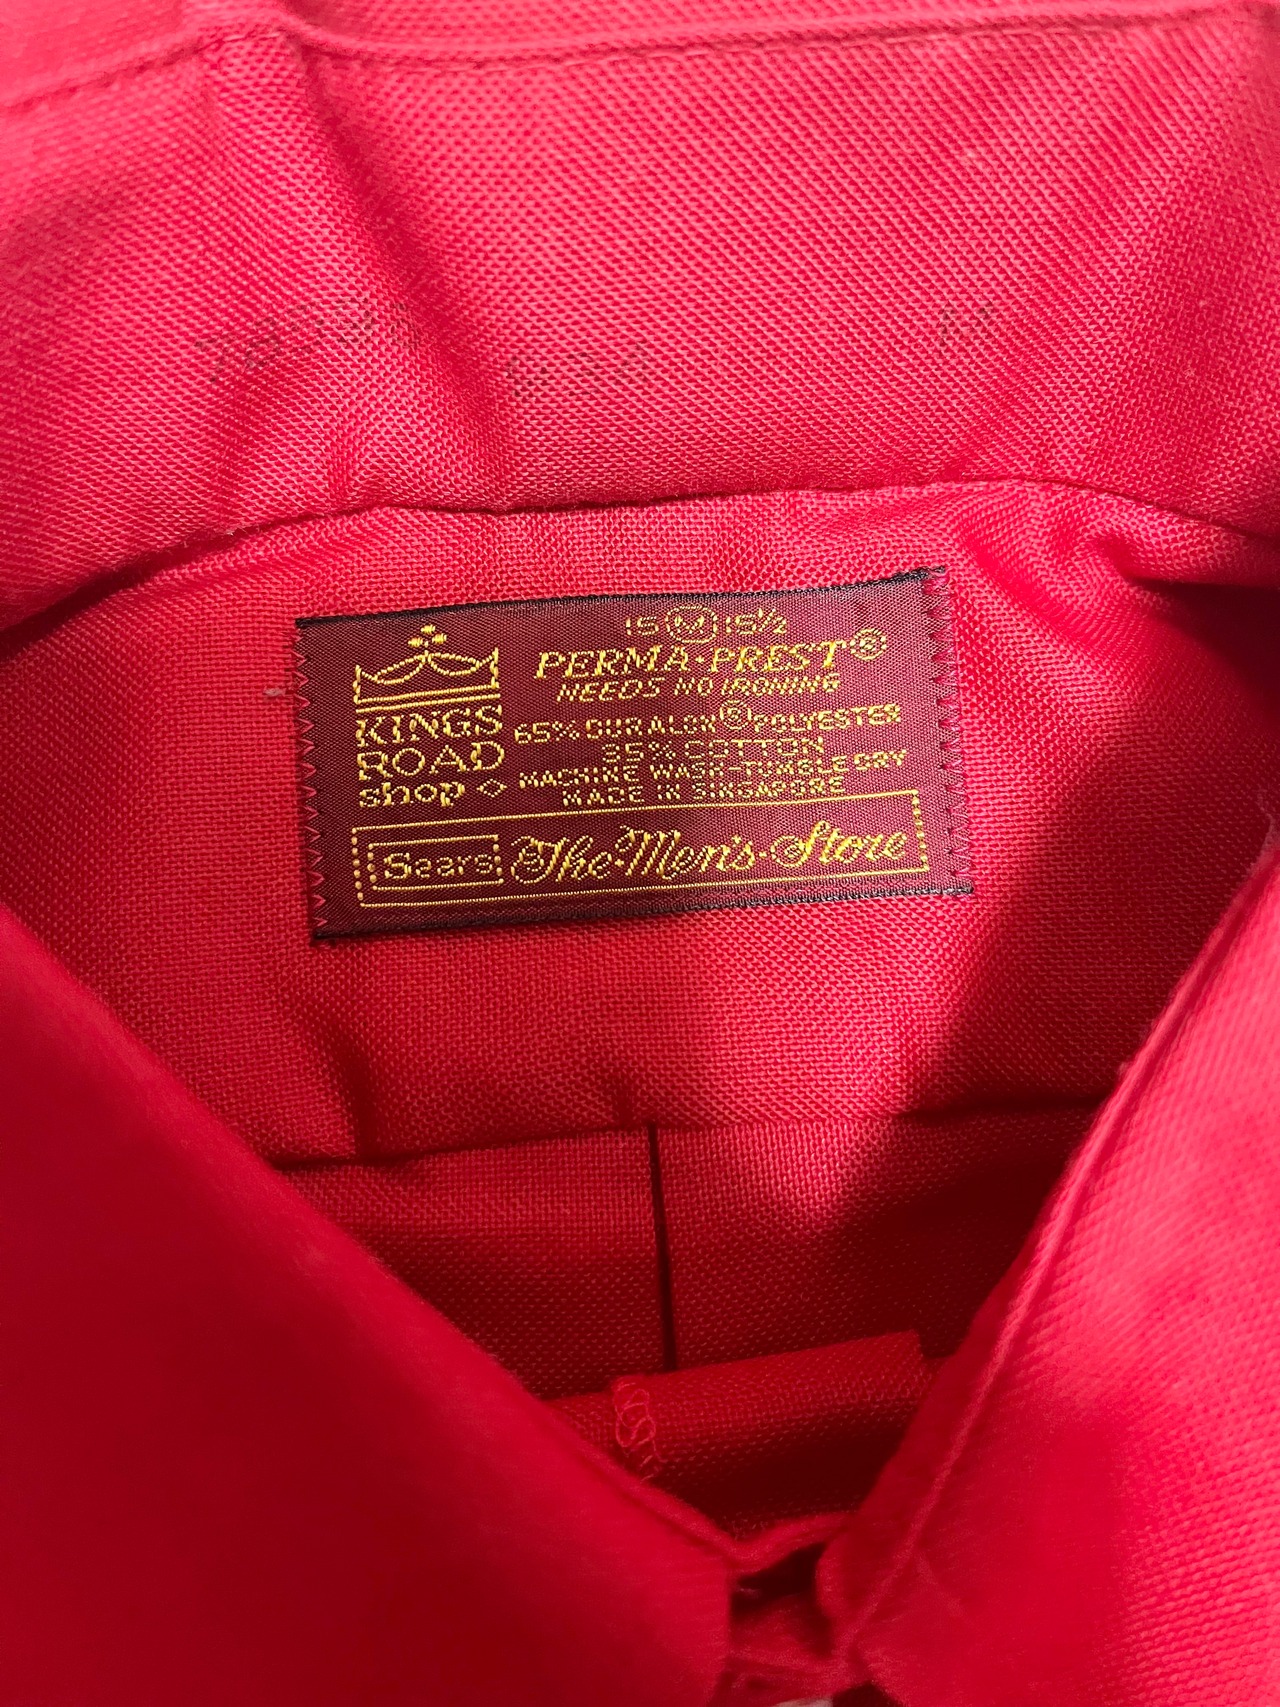 15 M 15½
PERMA·PREST®
NEEDS NO IRONING
65% DURALOK® POLYESTER
35% COTTON
MACHINE WASH-TUMBLE DRY
MADE IN SINGAPORE
KINGS
ROAD
shop
Sears The·Men's·Store